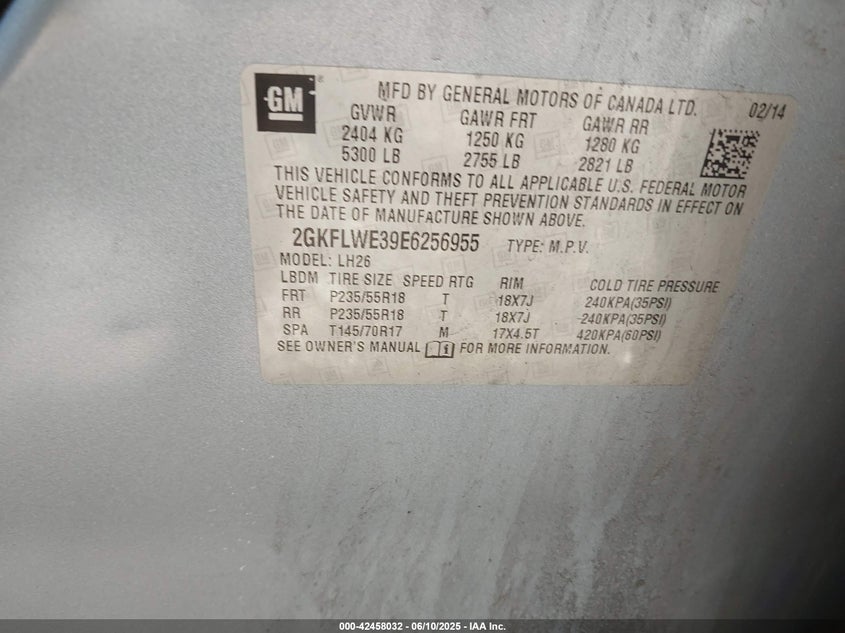 GM
MFD BY GENERAL MOTORS OF CANADA LTD. 02/14
GVWR GAWR FRT GAWR RR
2404 KG 1250 KG 1280 KG
5300 LB 2755 LB 2821 LB
THIS VEHICLE CONFORMS TO ALL APPLICABLE U.S. FEDERAL MOTOR
VEHICLE SAFETY AND THEFT PREVENTION STANDARDS IN EFFECT ON
THE DATE OF MANUFACTURE SHOWN ABOVE.
2GKFLWE39E6256955 TYPE: M.P.V.
MODEL: LH26
LBDM TIRE SIZE SPEED RTG RIM COLD TIRE PRESSURE
FRT P235/55R18 T 18X7J 240KPA(35PSI)
RR P235/55R18 T 18X7J 240KPA(35PSI)
SPA T145/70R17 M 17X4.5T 420KPA(60PSI)
SEE OWNER'S MANUAL FOR MORE INFORMATION.
000-42458032 - 06/10/2025 - IAA Inc.